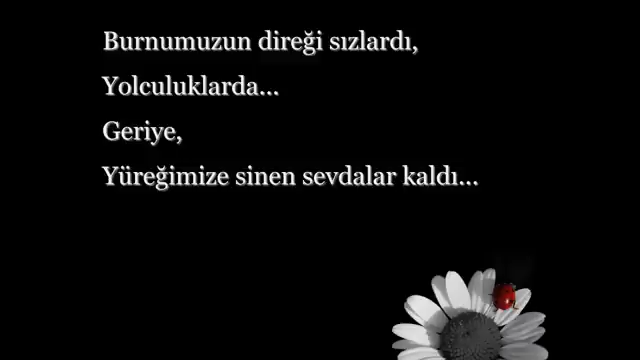 Burnumuzun direği sızlardı,
Yolculuklarda...
Geriye,
Yüreğimize sinen sevdalar kaldı...